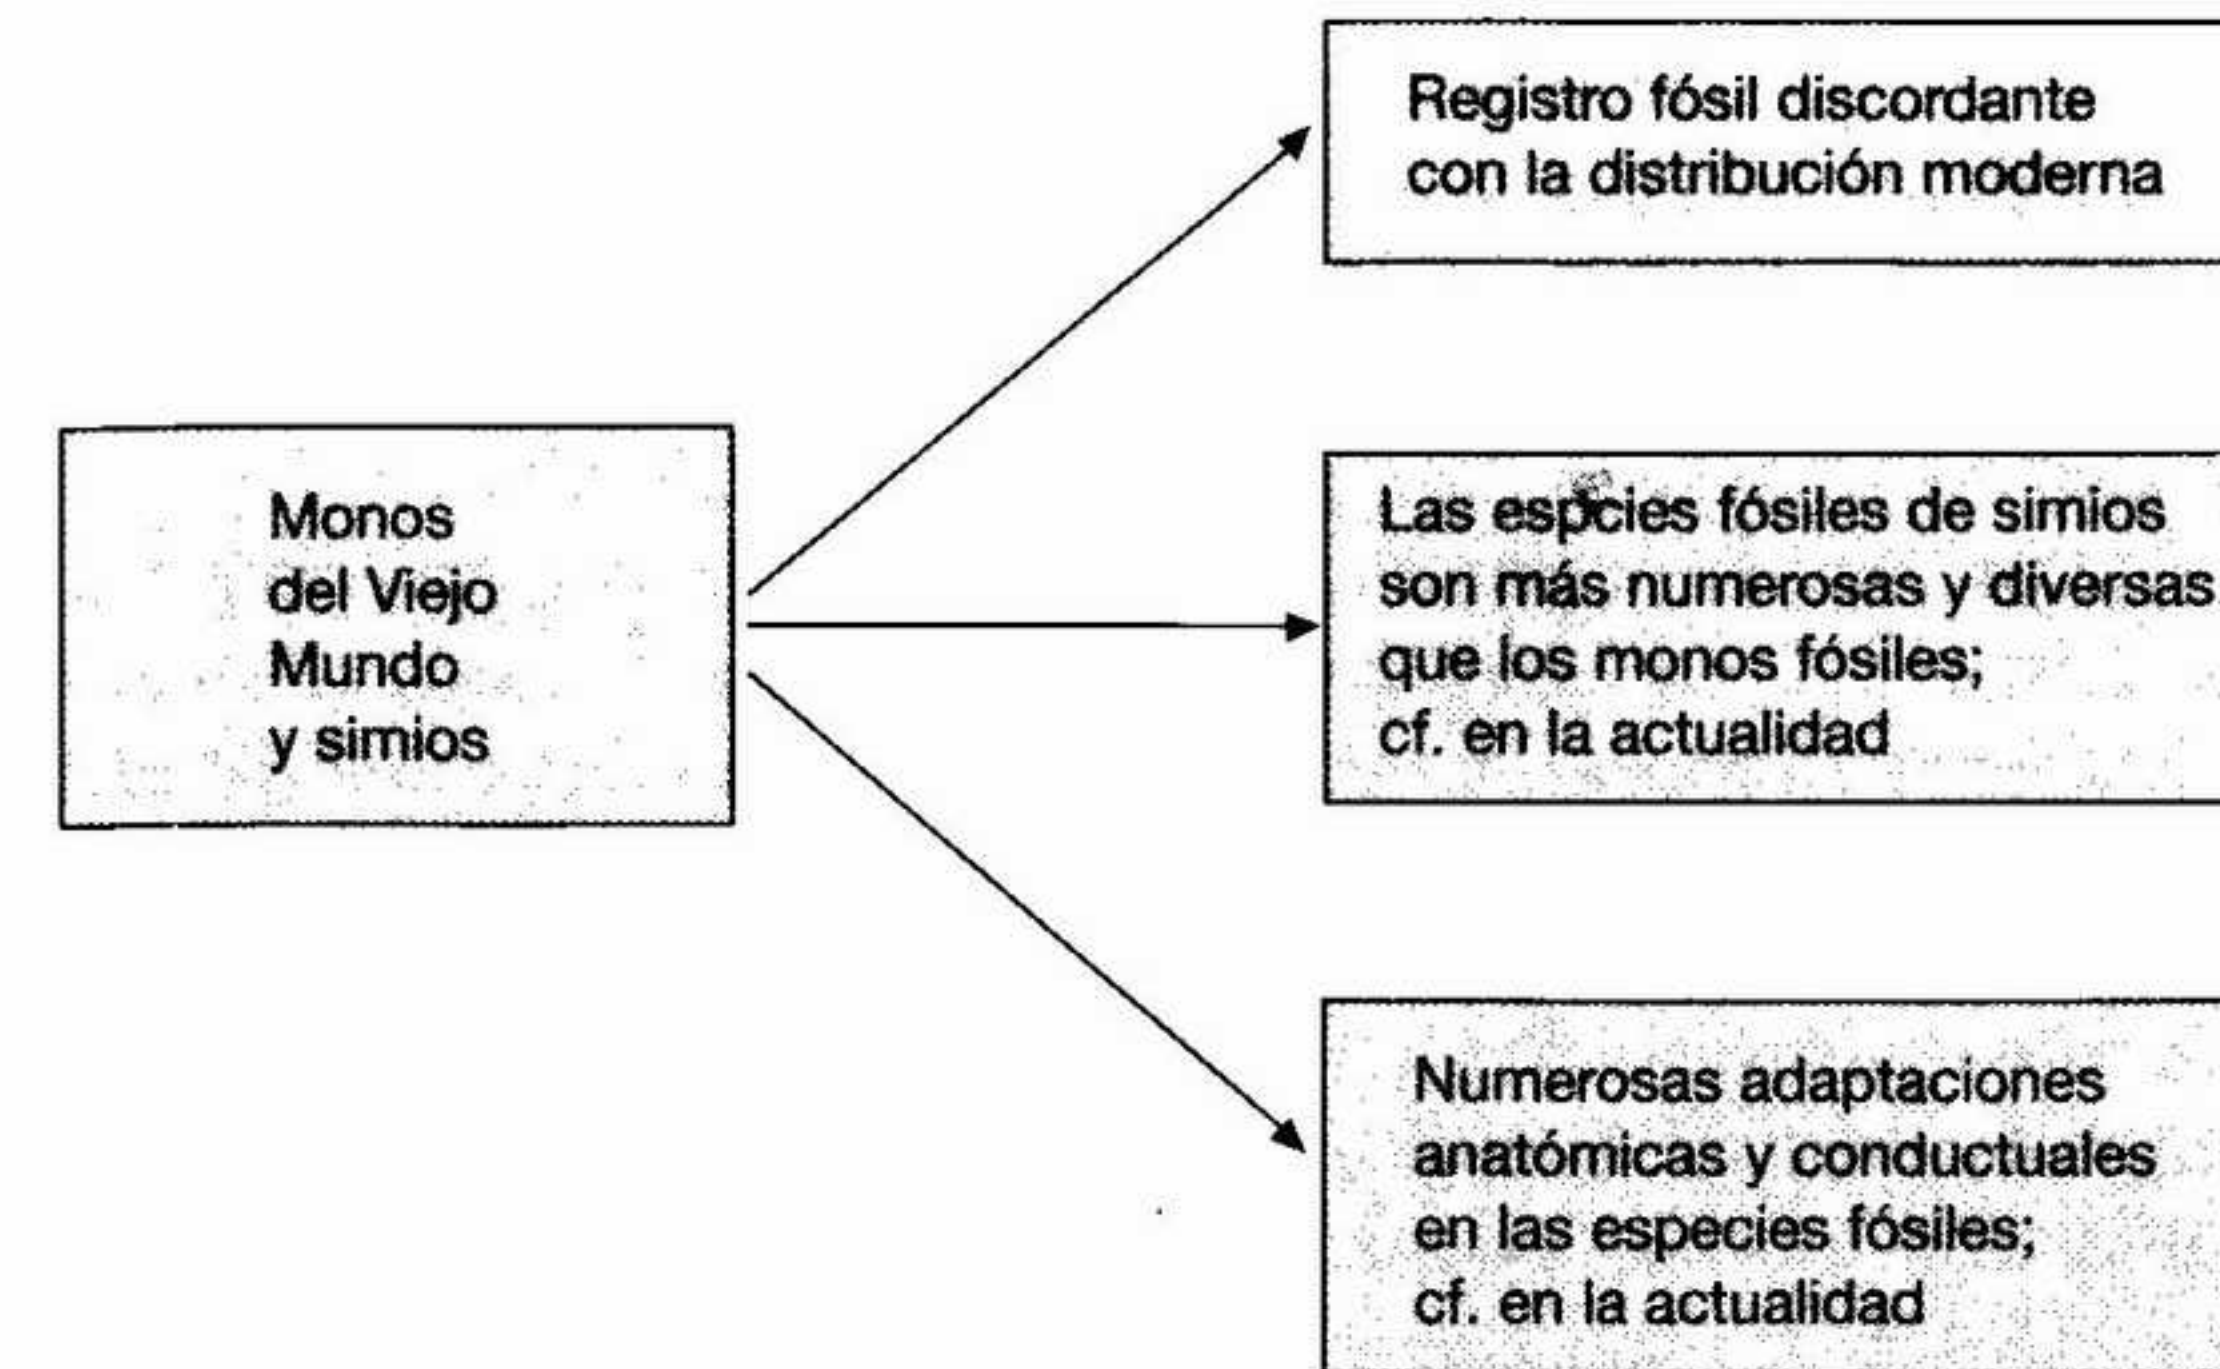 Registro fósil discordante
con la distribución moderna
Monos
del Viejo
Mundo
y simios
Las especies fósiles de simios
son más numerosas y diversas
que los monos fósiles;
cf. en la actualidad
Numerosas adaptaciones
anatómicas y conductuales
en las especies fósiles;
cf. en la actualidad